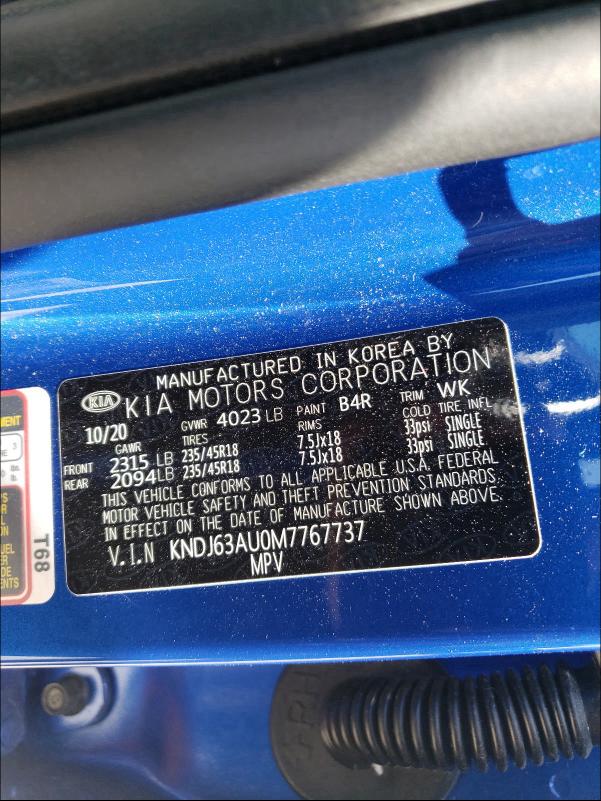 MANUFACTURED IN KOREA BY
KIA KIA MOTORS CORPORATION
10/20 GVWR 4023 LB PAINT B4R TRIM WK
GAWR TIRES RIMS COLD TIRE INFL
FRONT 2315 LB 235/45R18 7.5Jx18 33psi SINGLE
REAR 2094 LB 235/45R18 7.5Jx18 33psi SINGLE
THIS VEHICLE CONFORMS TO ALL APPLICABLE U.S.A. FEDERAL
MOTOR VEHICLE SAFETY AND THEFT PREVENTION STANDARDS
IN EFFECT ON THE DATE OF MANUFACTURE SHOWN ABOVE.
V.I.N KNDJ63AU0M7767737
MPV
T68